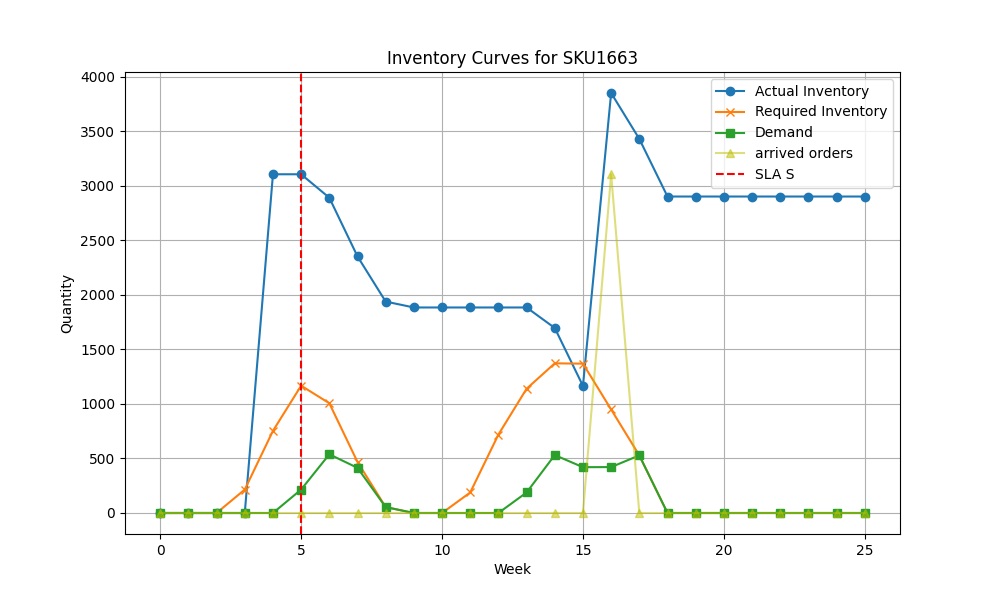 Inventory Curves for SKU1663
Actual Inventory
Required Inventory
Demand
arrived orders
SLA S
4000
3500
3000
2500
2000
1500
1000
500
0
Quantity
0 5 10 15 20 25
Week